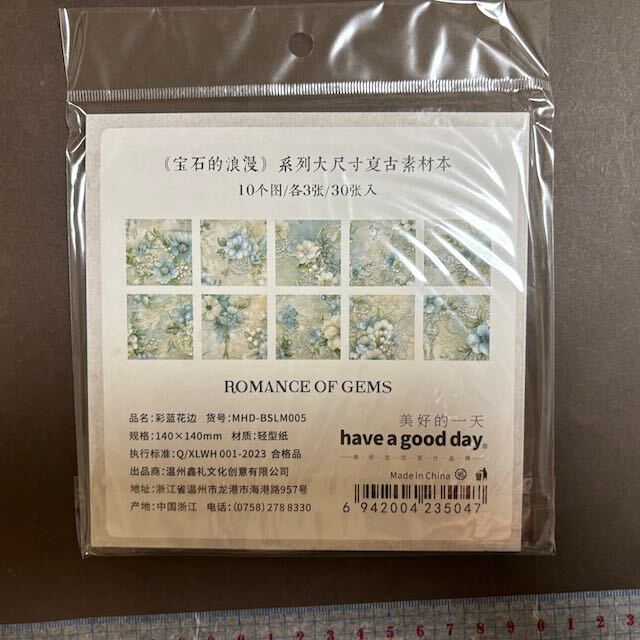 《宝石的浪漫》系列大尺寸复古素材本
10个图/各3张/30张入
ROMANCE OF GEMS
品名:彩蓝花边 货号:MHD-BSLM005
规格:140×140mm 材质:轻型纸
执行标准:Q/XLWH 001-2023 合格品
出品商:温州鑫礼文化创意有限公司
地址:浙江省温州市龙港市海港路957号
产地:中国浙江 电话:(0758)278 8330
美好的一天
have a good day®
Made in China 纸
6 942004 235047